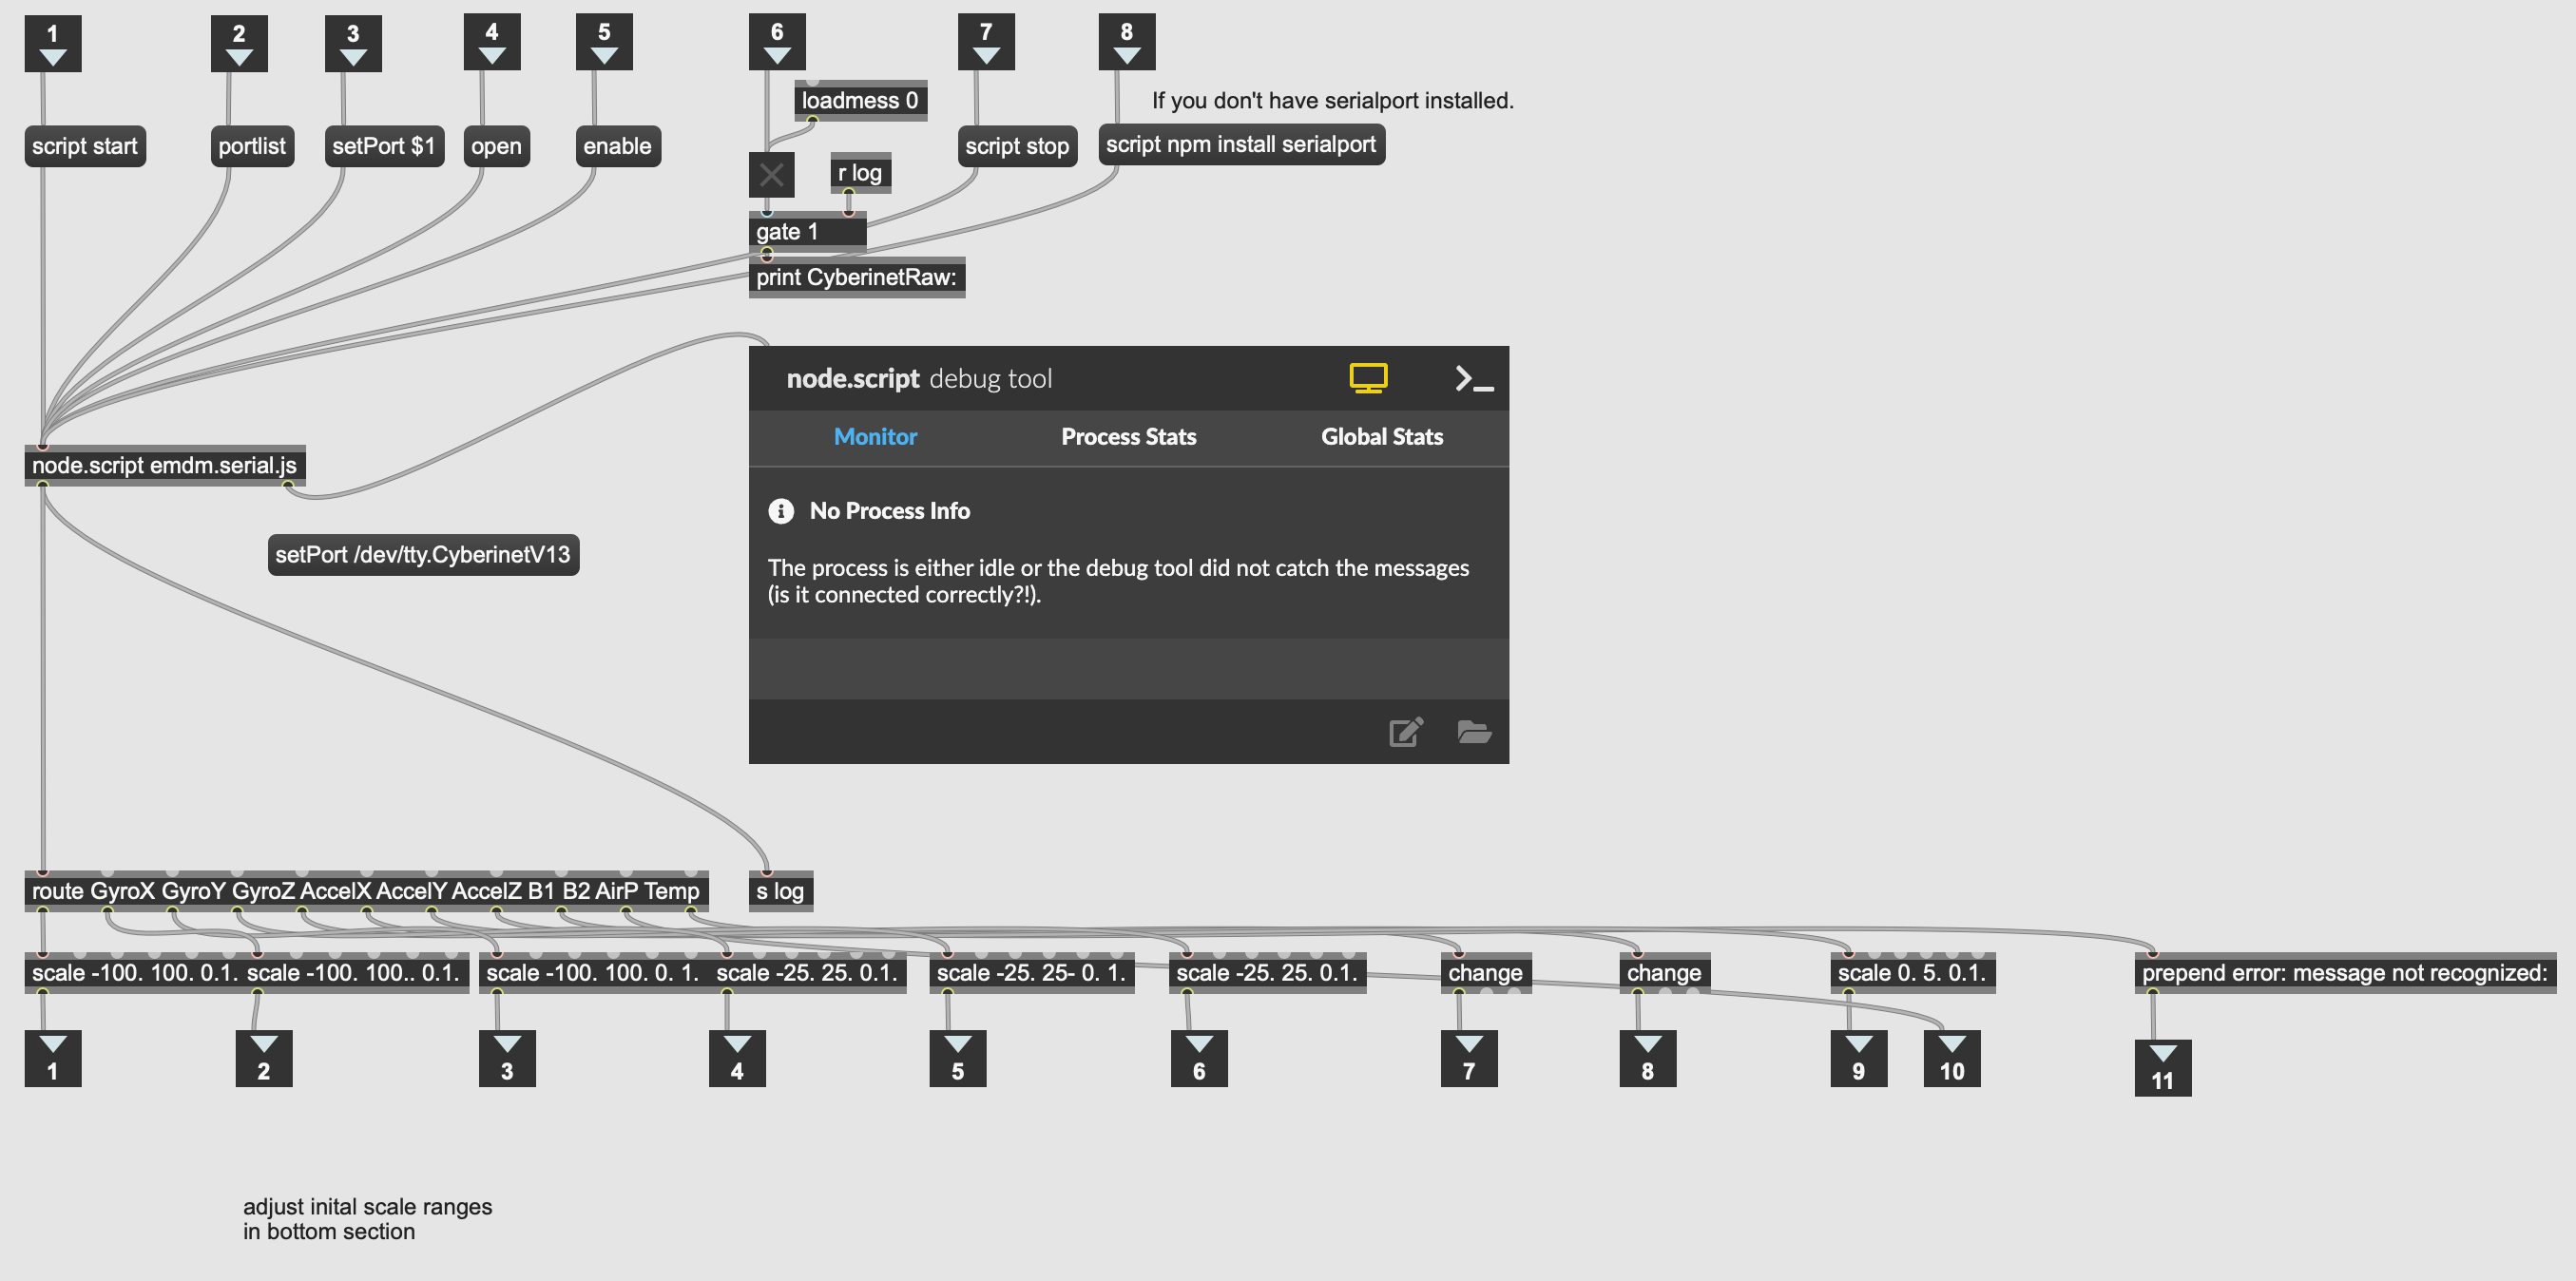 1
2
3
4
5
6
7
8
loadmess 0
If you don't have serialport installed.
script start
portlist
setPort $1
open
enable
script stop
script npm install serialport
r log
gate 1
print CyberinetRaw:
node.script debug tool
Monitor
Process Stats
Global Stats
node.script emdm.serial.js
No Process Info
setPort /dev/tty.CyberinetV13
The process is either idle or the debug tool did not catch the messages
(is it connected correctly?!).
route GyroX GyroY GyroZ AccelX AccelY AccelZ B1 B2 AirP Temp
s log
scale -100. 100. 0.1.
scale -100. 100.. 0.1.
scale -100. 100. 0. 1.
scale -25. 25. 0.1.
scale -25. 25- 0. 1.
scale -25. 25. 0.1.
change
change
scale 0. 5. 0.1.
prepend error: message not recognized:
1
2
3
4
5
6
7
8
9
10
11
adjust inital scale ranges
in bottom section